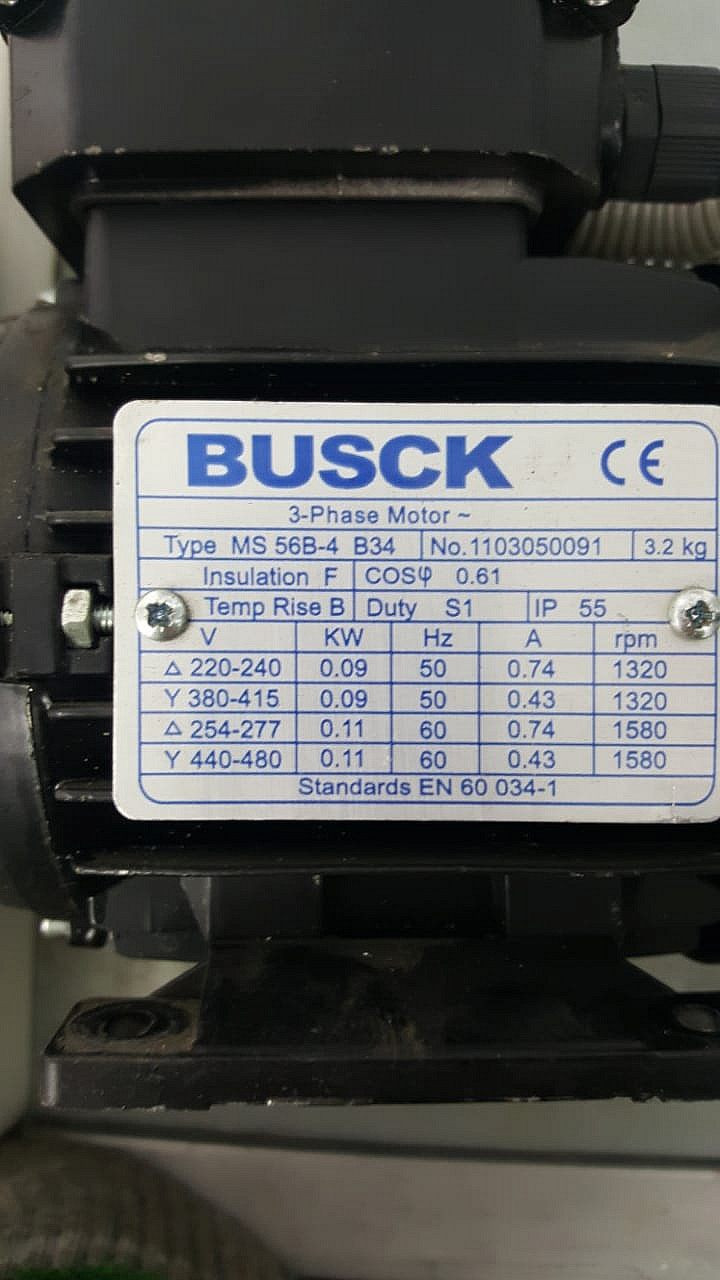 BUSCK CE
3-Phase Motor ~
Type MS 56B-4 B34 No.1103050091 3.2 kg
Insulation F COSφ 0.61
Temp Rise B Duty S1 IP 55
V KW Hz A rpm
Δ 220-240 0.09 50 0.74 1320
Y 380-415 0.09 50 0.43 1320
Δ 254-277 0.11 60 0.74 1580
Y 440-480 0.11 60 0.43 1580
Standards EN 60 034-1